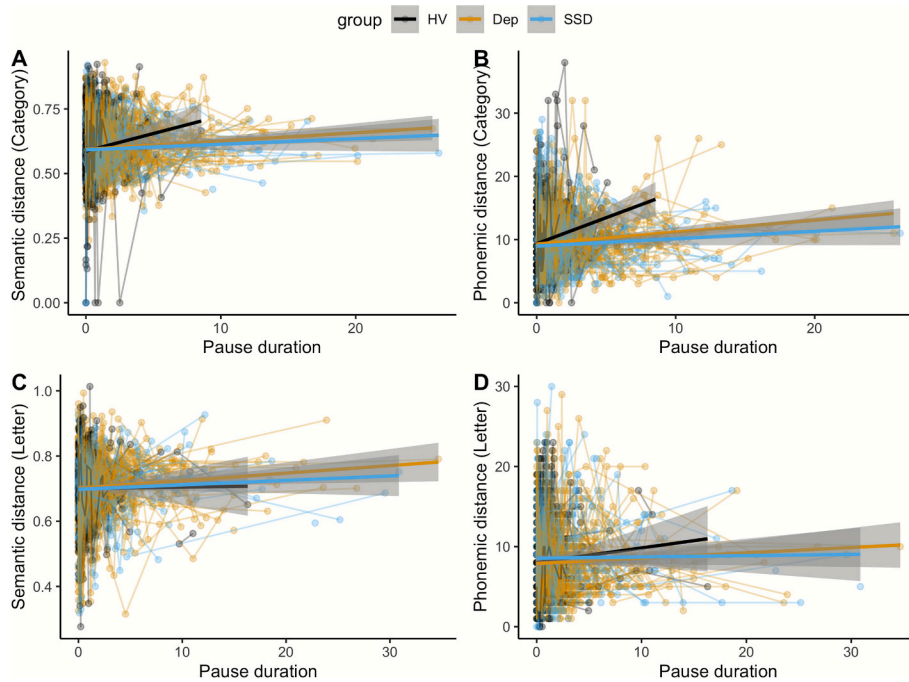 group HV Dep SSD
A
Semantic distance (Category)
0.75
0.50
0.25
0.00
0 10 20
Pause duration
B
Phonemic distance (Category)
30
20
10
0
0 10 20
Pause duration
C
Semantic distance (Letter)
1.0
0.8
0.6
0.4
0 10 20 30
Pause duration
D
Phonemic distance (Letter)
30
20
10
0
0 10 20 30
Pause duration